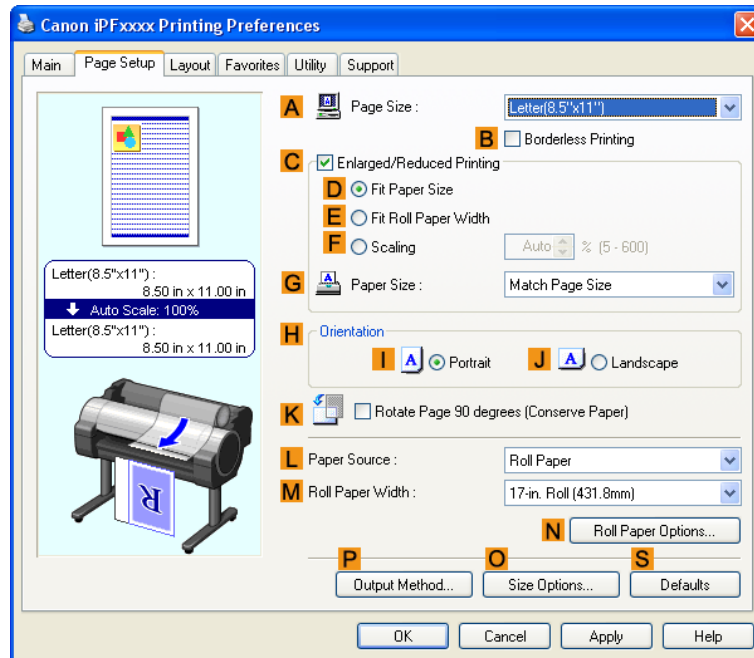 Canon iPFxxxx Printing Preferences
Main Page Setup Layout Favorites Utility Support
A Page Size : Letter(8.5"x11")
B Borderless Printing
C Enlarged/Reduced Printing
D Fit Paper Size
E Fit Roll Paper Width
F Scaling Auto % (5 - 600)
G Paper Size : Match Page Size
Letter(8.5"x11") :
8.50 in x 11.00 in
Auto Scale: 100%
Letter(8.5"x11") :
8.50 in x 11.00 in
H Orientation
I A Portrait J A Landscape
K Rotate Page 90 degrees (Conserve Paper)
L Paper Source : Roll Paper
M Roll Paper Width : 17-in. Roll (431.8mm)
N Roll Paper Options...
R
P O S
Output Method... Size Options... Defaults
OK Cancel Apply Help